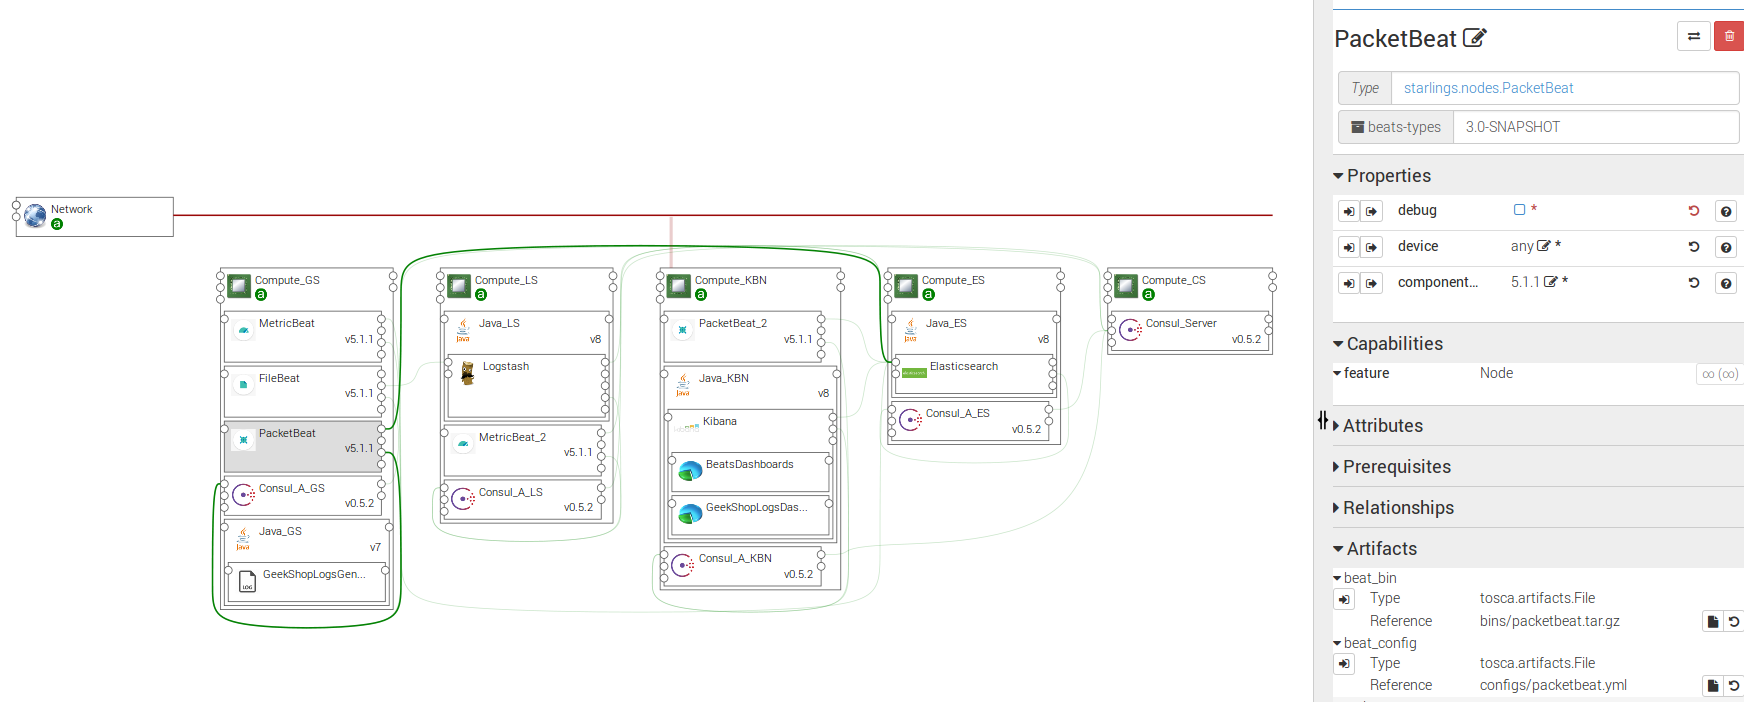 Network
a
Compute_GS
a
MetricBeat
v5.1.1
FileBeat
v5.1.1
PacketBeat
v5.1.1
Consul_A_GS
v0.5.2
Java_GS
Java
v7
GeekShopLogsGen...
LOG
Compute_LS
a
Java_LS
Java
v8
Logstash
MetricBeat_2
v5.1.1
Consul_A_LS
v0.5.2
Compute_KBN
a
PacketBeat_2
v5.1.1
Java_KBN
Java
v8
Kibana
BeatsDashboards
GeekShopLogsDas...
Consul_A_KBN
v0.5.2
Compute_ES
a
Java_ES
Java
v8
Elasticsearch
Consul_A_ES
v0.5.2
Compute_CS
a
Consul_Server
v0.5.2
PacketBeat
Type starlings.nodes.PacketBeat
beats-types 3.0-SNAPSHOT
Properties
debug *
device any *
component... 5.1.1 *
Capabilities
feature Node ∞ (∞)
Attributes
Prerequisites
Relationships
Artifacts
beat_bin
Type tosca.artifacts.File
Reference bins/packetbeat.tar.gz
beat_config
Type tosca.artifacts.File
Reference configs/packetbeat.yml